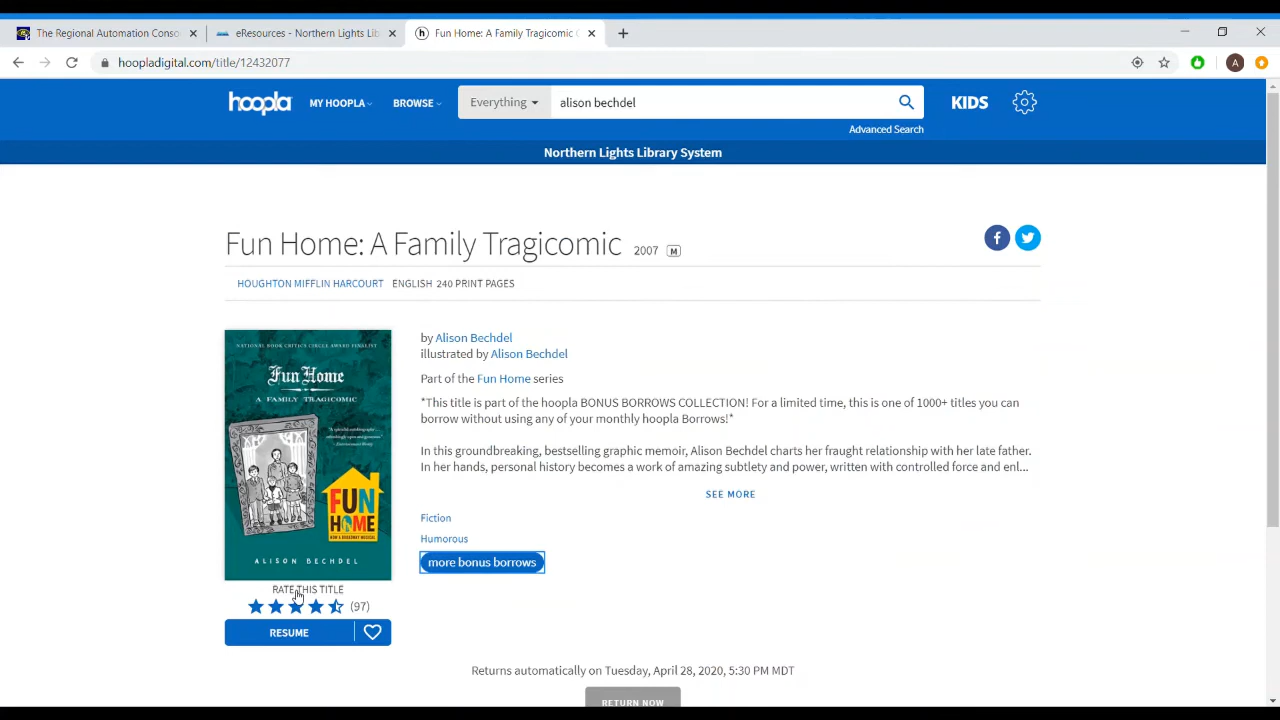 The Regional Automation Conso
eResources - Northern Lights Lib
Fun Home: A Family Tragicomic
hoopladigital.com/title/12432077
A
hoopla
MY HOOPLA
BROWSE
Everything
alison bechdel
KIDS
Advanced Search
Northern Lights Library System
Fun Home: A Family Tragicomic 2007 M
HOUGHTON MIFFLIN HARCOURT ENGLISH 240 PRINT PAGES
NATIONAL BOOK CRITICS CIRCLE AWARD FINALIST
Fun Home
A FAMILY TRAGICOMIC
FUN
HOME
ALISON BECHDEL
by Alison Bechdel
illustrated by Alison Bechdel
Part of the Fun Home series
*This title is part of the hoopla BONUS BORROWS COLLECTION! For a limited time, this is one of 1000+ titles you can
borrow without using any of your monthly hoopla Borrows!*
In this groundbreaking, bestselling graphic memoir, Alison Bechdel charts her fraught relationship with her late father.
In her hands, personal history becomes a work of amazing subtlety and power, written with controlled force and enl...
SEE MORE
Fiction
Humorous
more bonus borrows
RATE THIS TITLE
(97)
RESUME
Returns automatically on Tuesday, April 28, 2020, 5:30 PM MDT
RETURN NOW